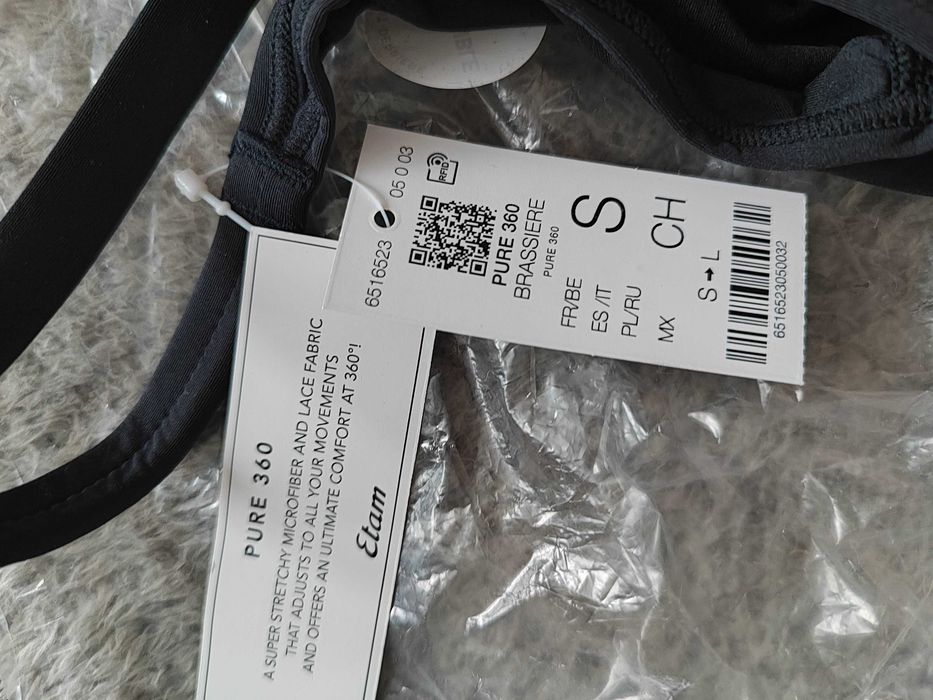 6516523 05 0 03
RFID
PURE 360
BRASSIERE
PURE 360
FR/BE
ES /IT
PL/RU
S
MX
CH
S → L
6516523050032
PURE 360
A SUPER STRETCHY MICROFIBER AND LACE FABRIC
THAT ADJUSTS TO ALL YOUR MOVEMENTS
AND OFFERS AN ULTIMATE COMFORT AT 360°!
Etam